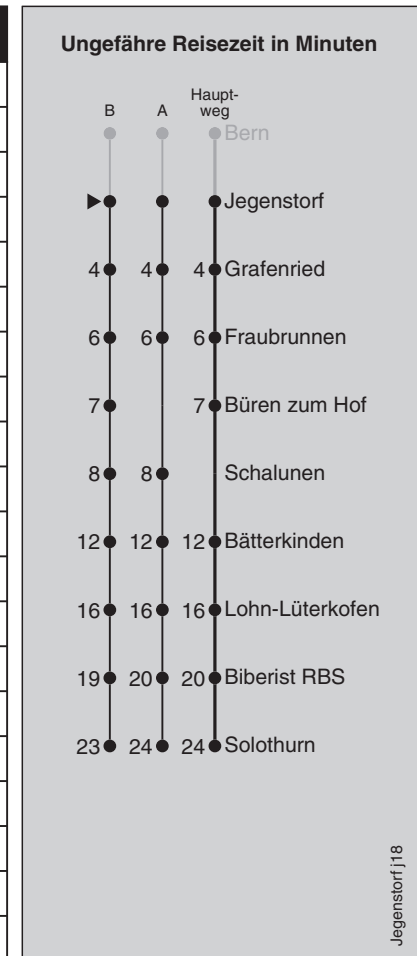 Ungefähre Reisezeit in Minuten
B A Haupt-
weg
Bern
Jegenstorf
4 4 4 Grafenried
6 6 6 Fraubrunnen
7 7 Büren zum Hof
8 8 Schalunen
12 12 12 Bätterkinden
16 16 16 Lohn-Lüterkofen
19 20 20 Biberist RBS
23 24 24 Solothurn
Jegenstorf j18